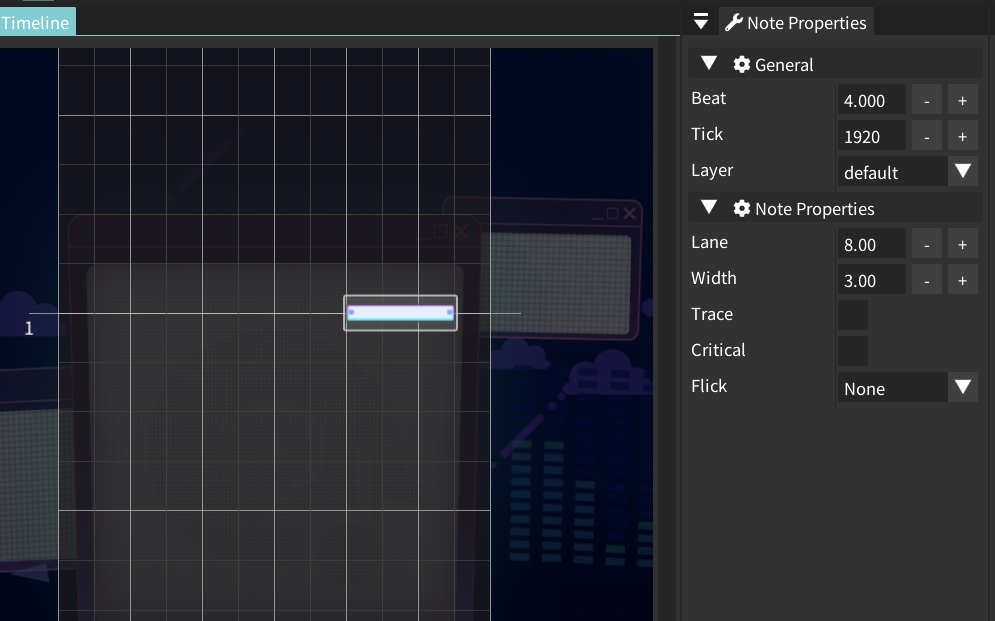 Timeline
Note Properties
General
Beat 4.000 - +
Tick 1920 - +
Layer default
Note Properties
Lane 8.00 - +
Width 3.00 - +
Trace
Critical
Flick None
1